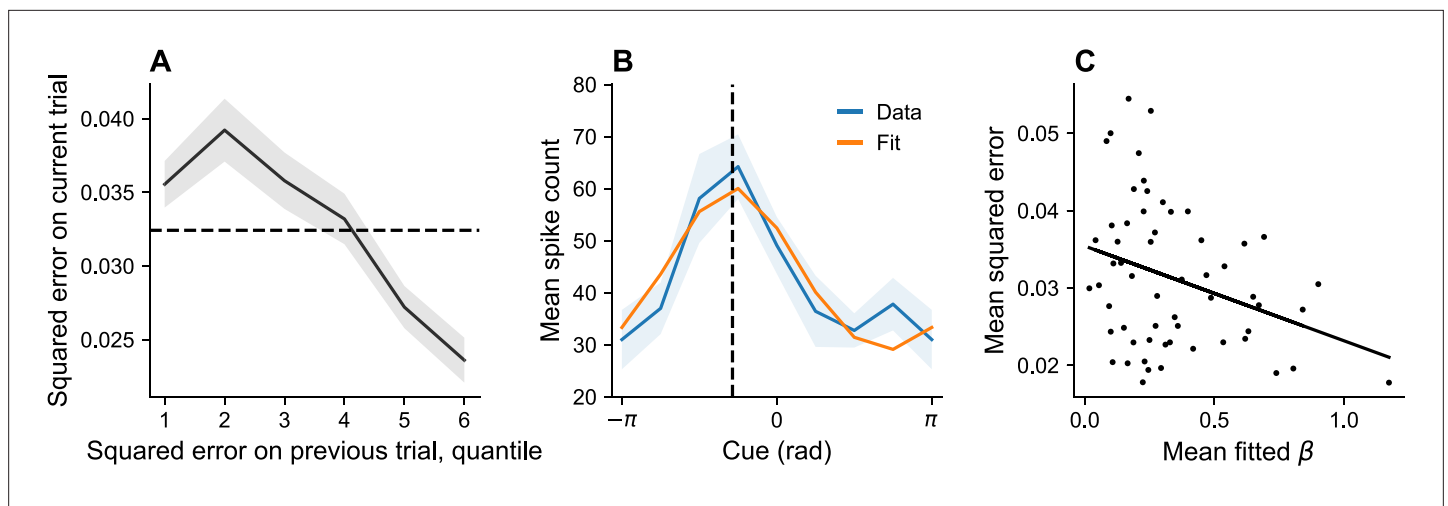 A
Squared error on current trial
0.040
0.035
0.030
0.025
1 2 3 4 5 6
Squared error on previous trial, quantile
B
Mean spike count
80
70
60
50
40
30
20
Data
Fit
−π 0 π
Cue (rad)
C
Mean squared error
0.05
0.04
0.03
0.02
0.0 0.5 1.0
Mean fitted β